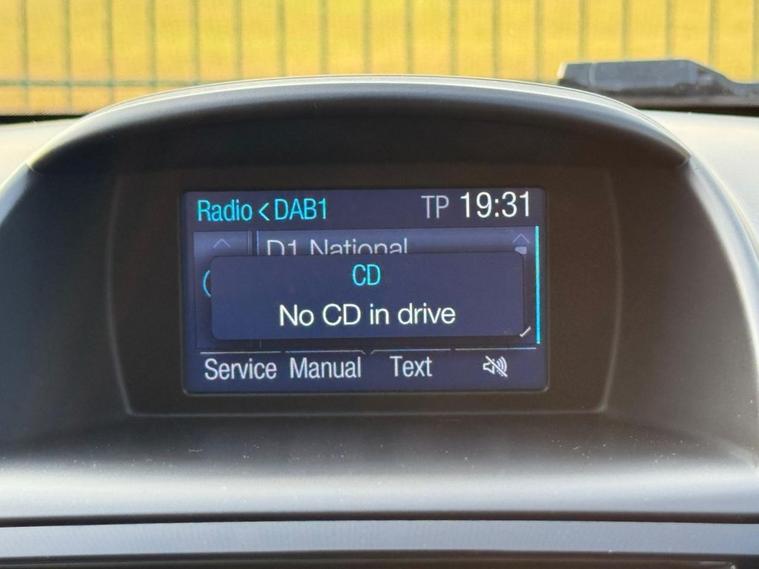 Radio < DAB1 TP 19:31
D1 National
CD
No CD in drive
Service Manual Text